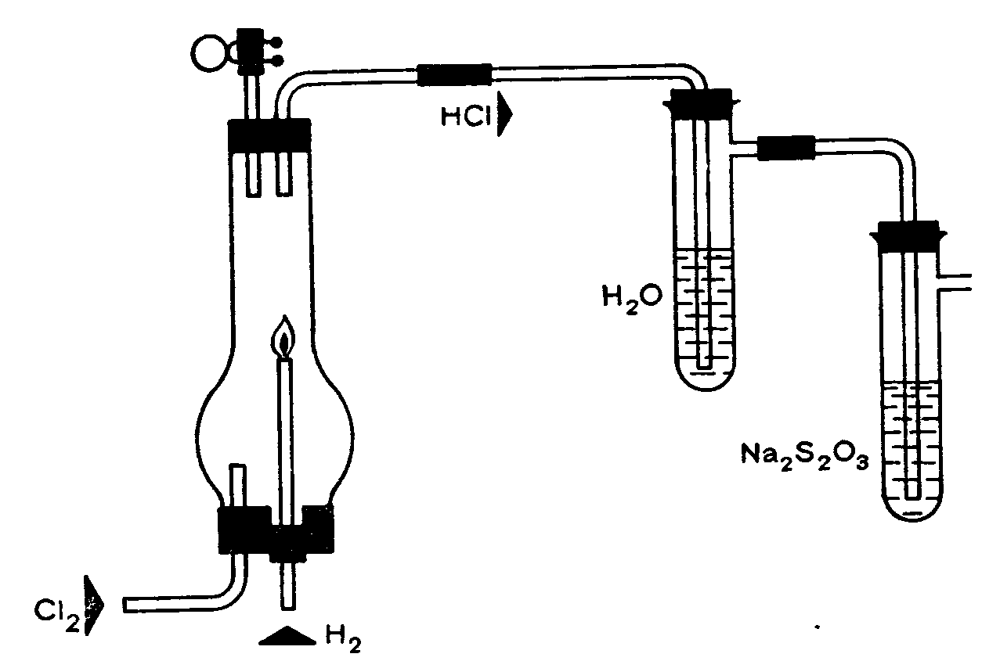 HCl
H₂O
Na₂S₂O₃
Cl₂
H₂